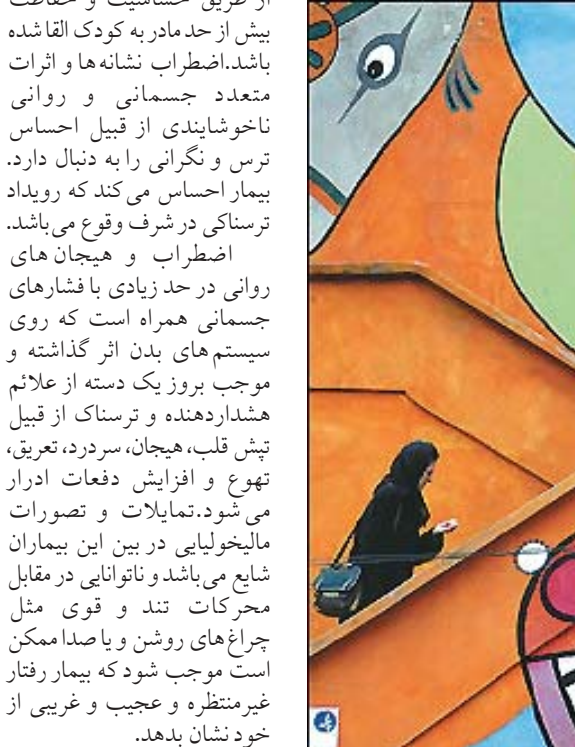 از طریق حساسیت و حفاظت
بیش از حد مادر به کودک القا شده
باشد.اضطراب نشانه‌ها و اثرات
متعدد جسمانی و روانی
ناخوشایندی از قبیل احساس
ترس و نگرانی را به دنبال دارد.
بیمار احساس می‌کند که رویداد
ترسناکی در شرف وقوع می‌باشد.
اضطراب و هیجان‌های
روانی در حد زیادی با فشارهای
جسمانی همراه است که روی
سیستم‌های بدن اثر گذاشته و
موجب بروز یک دسته از علائم
هشداردهنده و ترسناک از قبیل
تپش قلب، هیجان، سردرد، تعریق،
تهوع و افزایش دفعات ادرار
می‌شود.تمایلات و تصورات
مالیخولیایی در بین این بیماران
شایع می‌باشد و ناتوانایی در مقابل
محرکات تند و قوی مثل
چراغ‌های روشن و یا صدا ممکن
است موجب شود که بیمار رفتار
غیرمنتظره و عجیب و غریبی از
خود نشان بدهد.